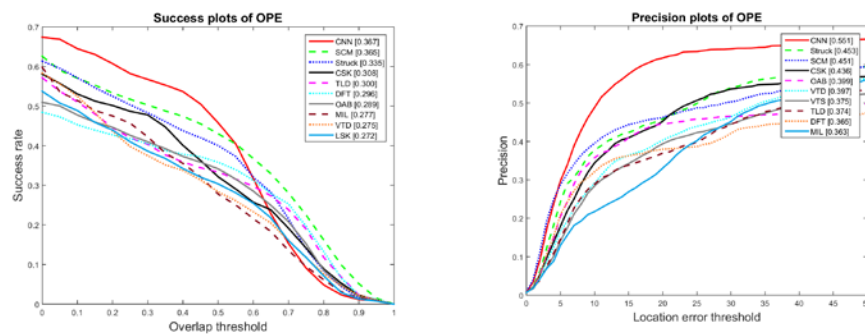 Success plots of OPE
CNN [0.367]
SCM [0.365]
Struck [0.335]
CSK [0.308]
TLD [0.300]
DFT [0.296]
OAB [0.289]
MIL [0.277]
VTD [0.275]
LSK [0.272]
Success rate
0.7
0.6
0.5
0.4
0.3
0.2
0.1
0
0 0.1 0.2 0.3 0.4 0.5 0.6 0.7 0.8 0.9 1
Overlap threshold
Precision plots of OPE
CNN [0.551]
Struck [0.453]
SCM [0.451]
CSK [0.436]
OAB [0.399]
VTD [0.397]
VTS [0.375]
TLD [0.374]
DFT [0.365]
MIL [0.363]
Precision
0.7
0.6
0.5
0.4
0.3
0.2
0.1
0
0 5 10 15 20 25 30 35 40 45 50
Location error threshold